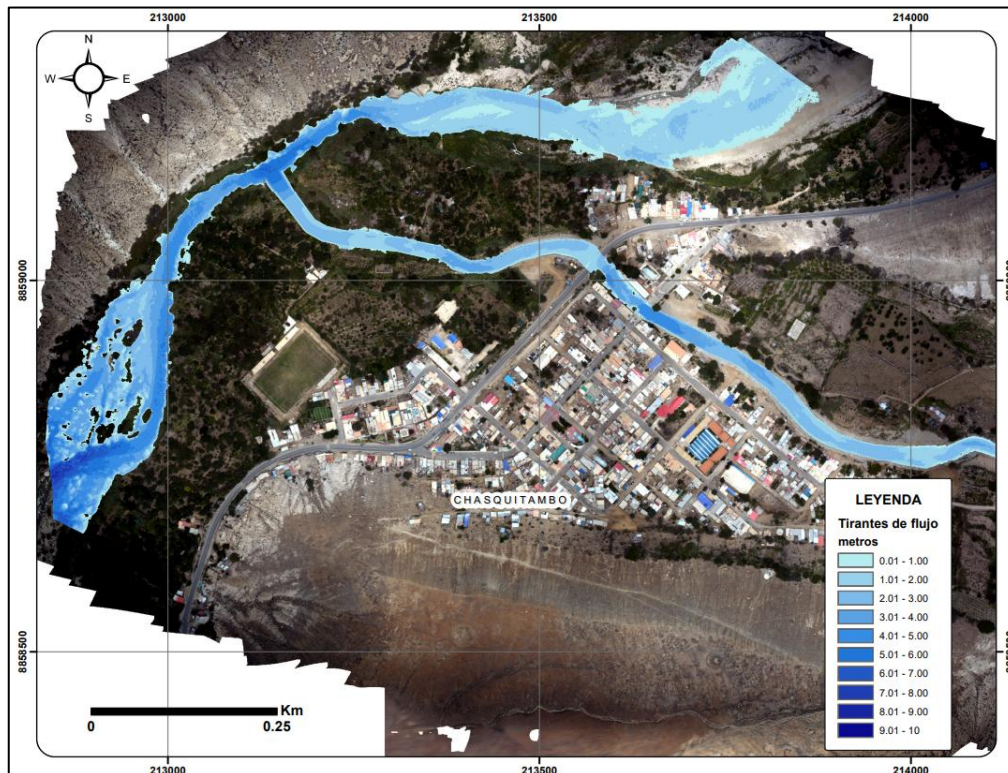 213000
213500
214000
N
W
E
S
8859000
CHASQUITAMBO
LEYENDA
Tirantes de flujo
metros
0.01 - 1.00
1.01 - 2.00
2.01 - 3.00
3.01 - 4.00
4.01 - 5.00
5.01 - 6.00
6.01 - 7.00
7.01 - 8.00
8.01 - 9.00
9.01 - 10
8858500
Km
0
0.25
213000
213500
214000